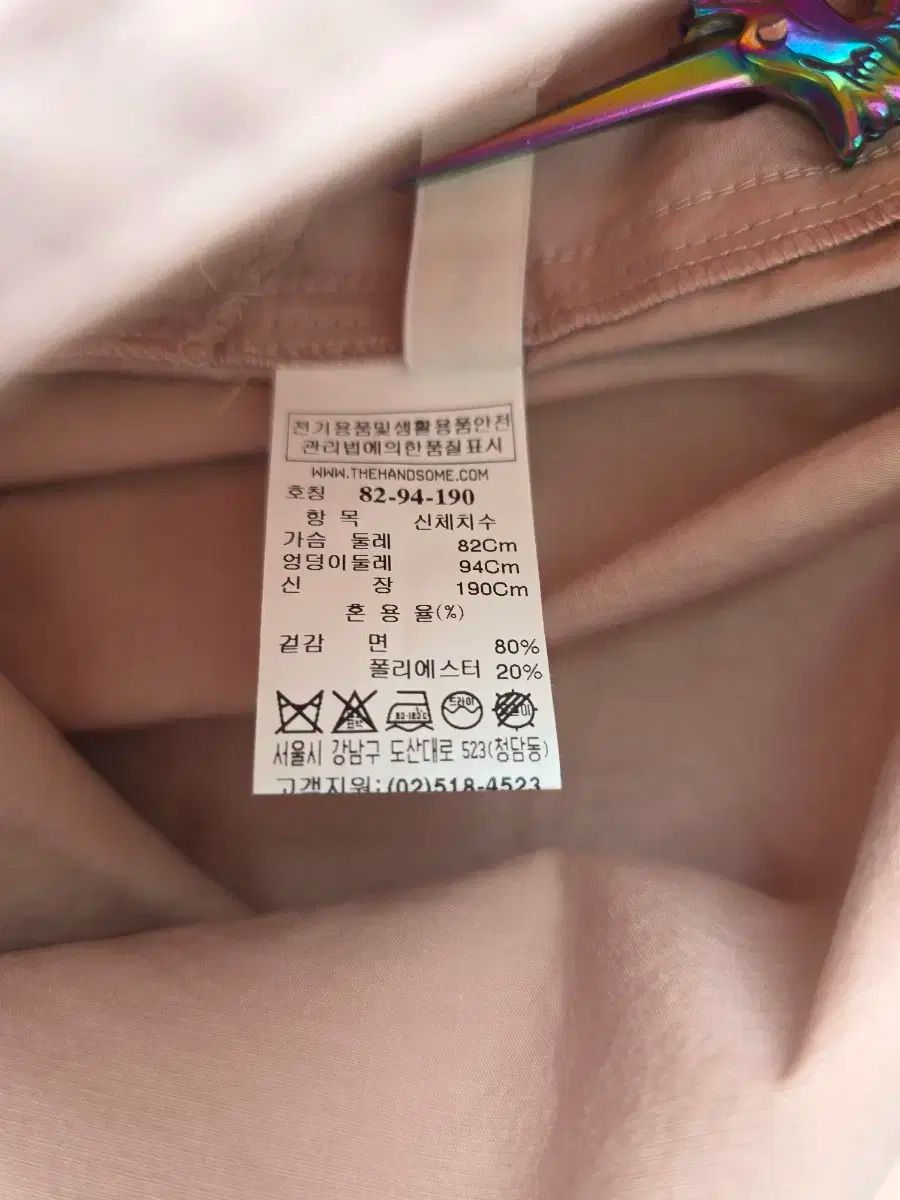 전기용품및생활용품안전
관리법에의한품질표시
WWW.THEHANDSOME.COM
호칭 82-94-190
항 목 신체치수
가슴 둘레 82Cm
엉덩이둘레 94Cm
신 장 190Cm
혼 용 율(%)
겉감 면 80%
폴리에스터 20%
드라이
서울시 강남구 도산대로 523(청담동)
고객지원:(02)518-4523